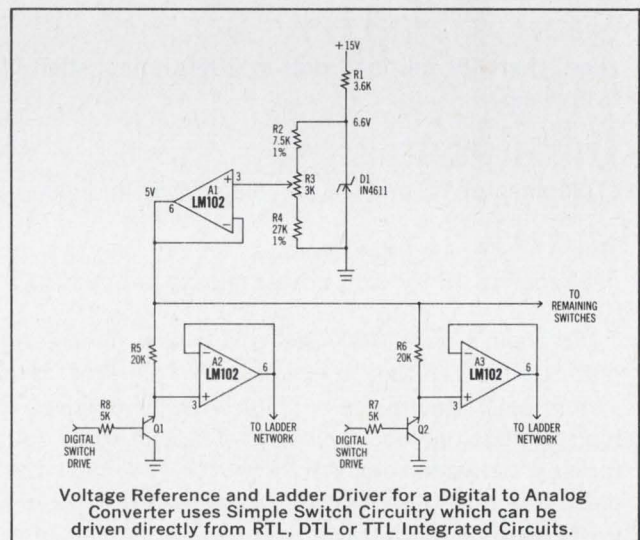 +15V
R1
3.6K
6.6V
R2
7.5K
1%
R3
3K
D1
IN4611
R4
27K
1%
+ 3
A1
LM102
5V
6
−
TO
REMAINING
SWITCHES
R5
20K
−
A2
LM102
6
+
3
TO LADDER
NETWORK
R8
5K
Q1
DIGITAL
SWITCH
DRIVE
R6
20K
−
A3
LM102
6
+
3
TO LADDER
NETWORK
R7
5K
Q2
DIGITAL
SWITCH
DRIVE
Voltage Reference and Ladder Driver for a Digital to Analog
Converter uses Simple Switch Circuitry which can be
driven directly from RTL, DTL or TTL Integrated Circuits.